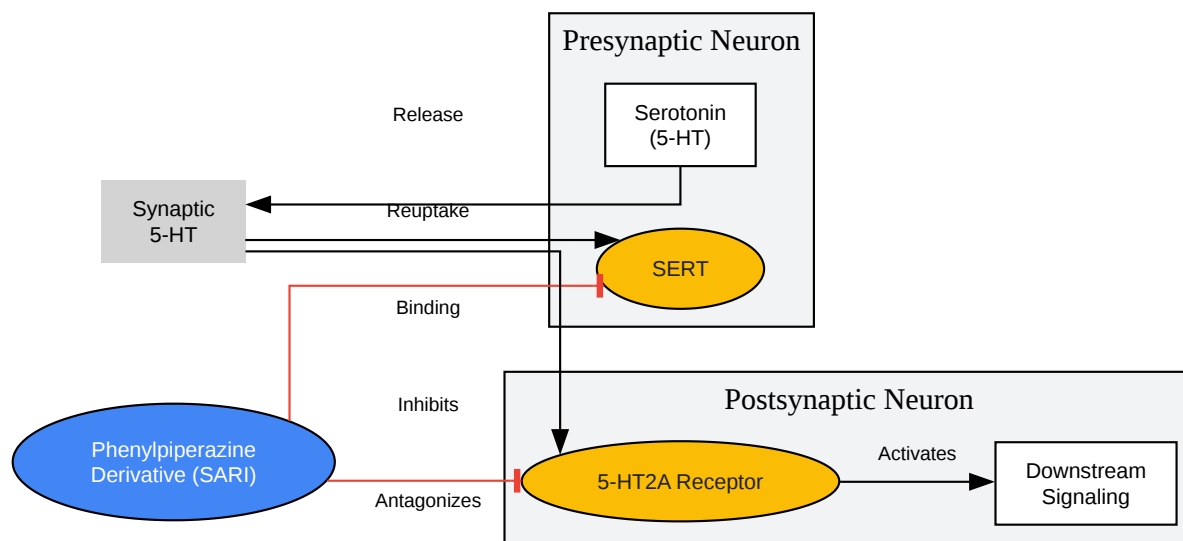 Presynaptic Neuron
Serotonin
(5-HT)
Release
Synaptic
5-HT
Reuptake
SERT
Binding
Inhibits
Postsynaptic Neuron
Phenylpiperazine
Derivative (SARI)
Antagonizes
5-HT2A Receptor
Activates
Downstream
Signaling